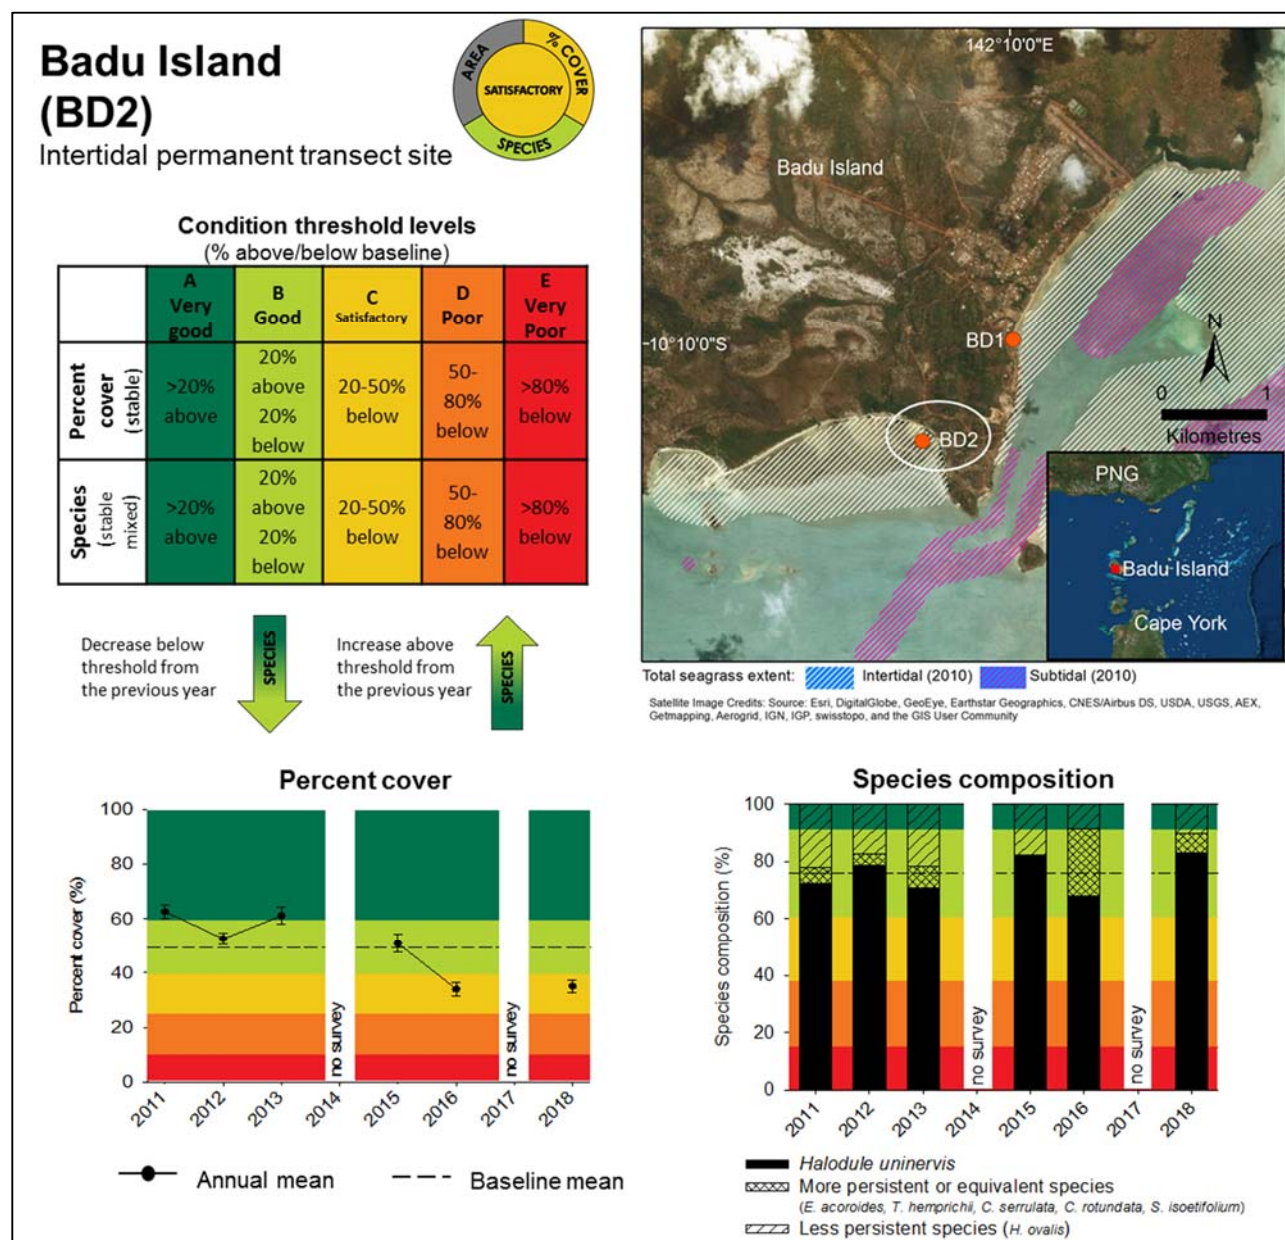 Badu Island
(BD2)
Intertidal permanent transect site
AREA
% COVER
SATISFACTORY
SPECIES
Condition threshold levels
(% above/below baseline)
A
Very
good
B
Good
C
Satisfactory
D
Poor
E
Very
Poor
Percent
cover
(stable)
>20%
above
20%
above
20%
below
20-50%
below
50-
80%
below
>80%
below
Species
(stable
mixed)
>20%
above
20%
above
20%
below
20-50%
below
50-
80%
below
>80%
below
Decrease below
threshold from
the previous year
SPECIES
Increase above
threshold from
the previous year
SPECIES
142°10'0"E
Badu Island
10°10'0"S
BD1
BD2
N
0 1
Kilometres
PNG
Badu Island
Cape York
Total seagrass extent: Intertidal (2010) Subtidal (2010)
Satellite Image Credits: Source: Esri, DigitalGlobe, GeoEye, Earthstar Geographics, CNES/Airbus DS, USDA, USGS, AEX,
Getmapping, Aerogrid, IGN, IGP, swisstopo, and the GIS User Community
Percent cover
Percent cover (%)
100
80
60
40
20
0
no survey
no survey
2011 2012 2013 2014 2015 2016 2017 2018
Annual mean Baseline mean
Species composition
Species composition (%)
100
80
60
40
20
0
no survey
no survey
2011 2012 2013 2014 2015 2016 2017 2018
Halodule uninervis
More persistent or equivalent species
(E. acoroides, T. hemprichii, C. serrulata, C. rotundata, S. isoetifolium)
Less persistent species (H. ovalis)